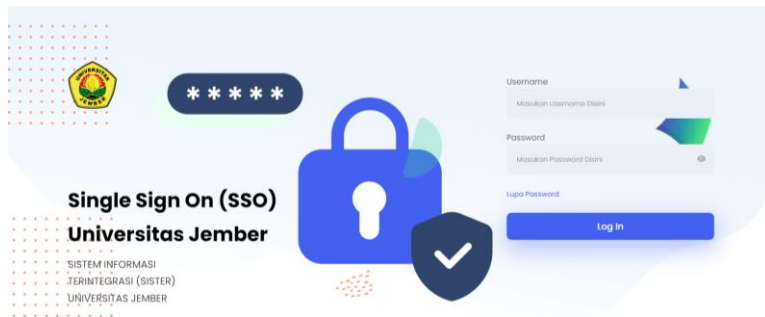 UNIVERSITAS
JEMBER
* * * * *
Single Sign On (SSO)
Universitas Jember
SISTEM INFORMASI
TERINTEGRASI (SISTER)
UNIVERSITAS JEMBER
Username
Masukan Username Disini
Password
Masukan Password Disini
Lupa Password
Log In